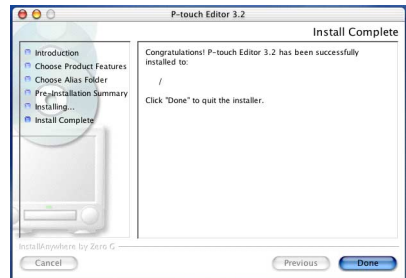 P-touch Editor 3.2
Install Complete
Introduction
Choose Product Features
Choose Alias Folder
Pre-Installation Summary
Installing...
Install Complete
Congratulations! P-touch Editor 3.2 has been successfully
installed to:
/
Click "Done" to quit the installer.
InstallAnywhere by Zero G
Cancel
Previous
Done